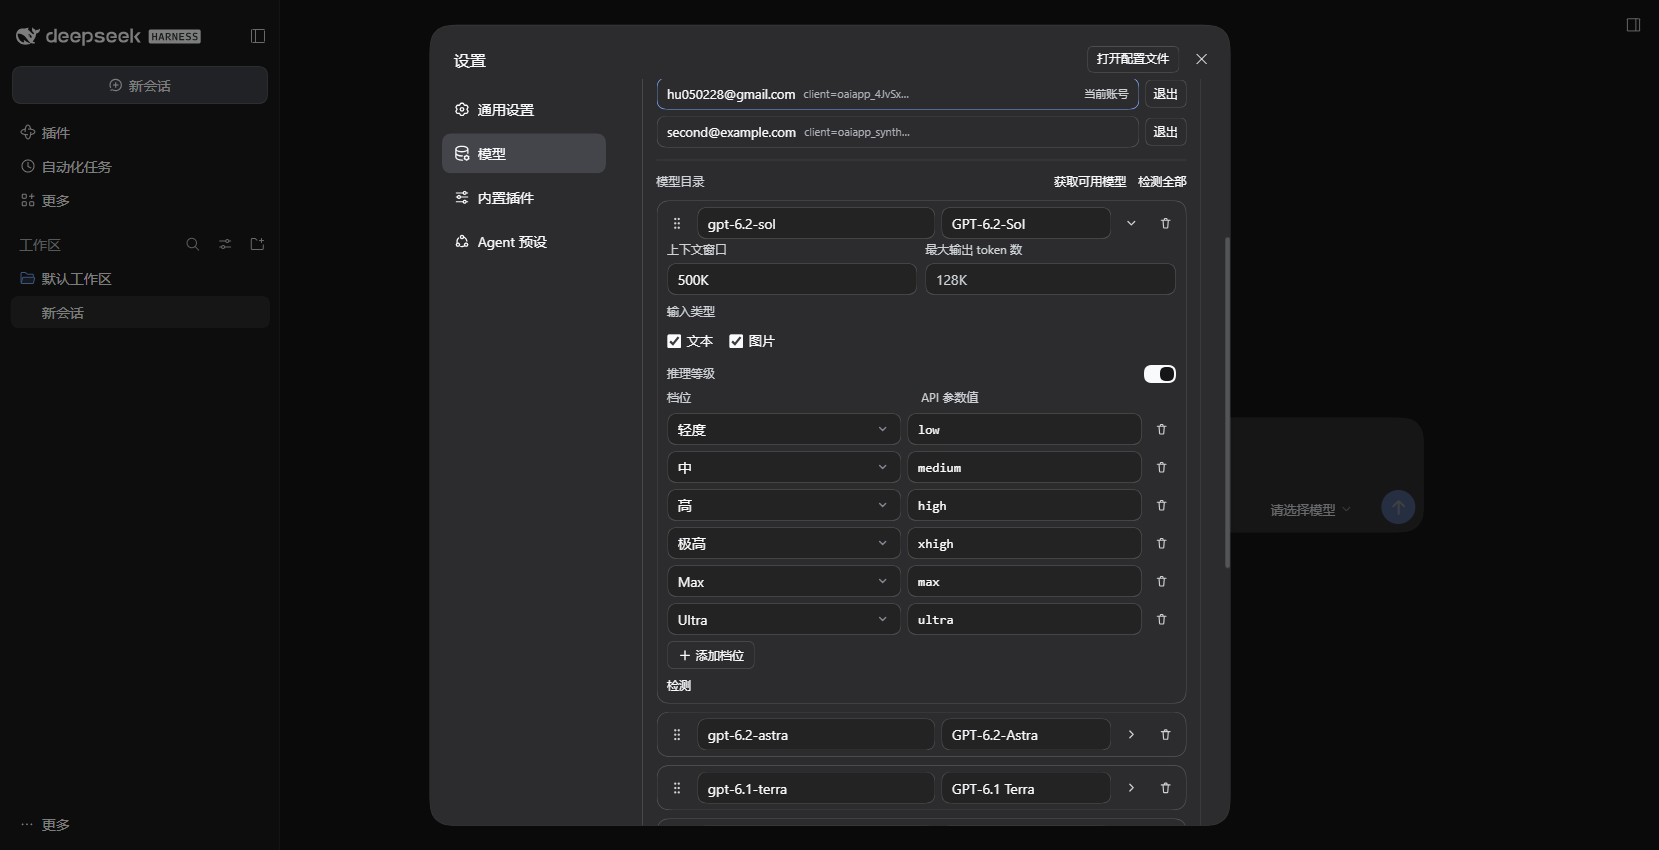 deepseek HARNESS
新会话
插件
自动化任务
更多
工作区
默认工作区
新会话
更多
设置
打开配置文件
通用设置
模型
内置插件
Agent 预设
hu050228@gmail.com client=oaiapp_4JvSx... 当前账号 退出
second@example.com client=oaiapp_synth... 退出
模型目录 获取可用模型 检测全部
gpt-6.2-sol GPT-6.2-Sol
上下文窗口 最大输出 token 数
500K 128K
输入类型
文本 图片
推理等级
档位 API 参数值
轻度 low
中 medium
高 high
极高 xhigh
Max max
Ultra ultra
添加档位
检测
gpt-6.2-astra GPT-6.2-Astra
gpt-6.1-terra GPT-6.1 Terra
请选择模型